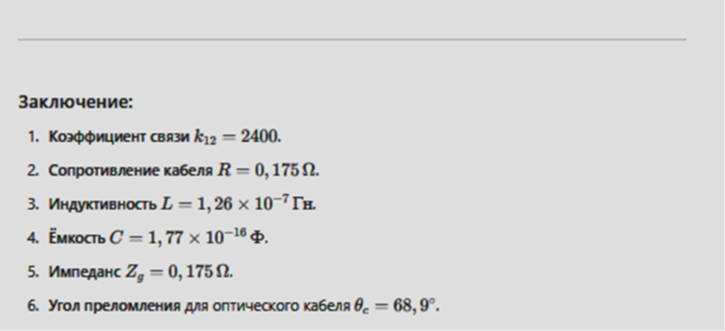 Заключение:
1. Коэффициент связи k₁₂ = 2400.
2. Сопротивление кабеля R = 0, 175 Ω.
3. Индуктивность L = 1, 26 × 10⁻⁷ Гн.
4. Ёмкость C = 1, 77 × 10⁻¹⁶ Ф.
5. Импеданс Z_g = 0, 175 Ω.
6. Угол преломления для оптического кабеля θ_c = 68, 9°.